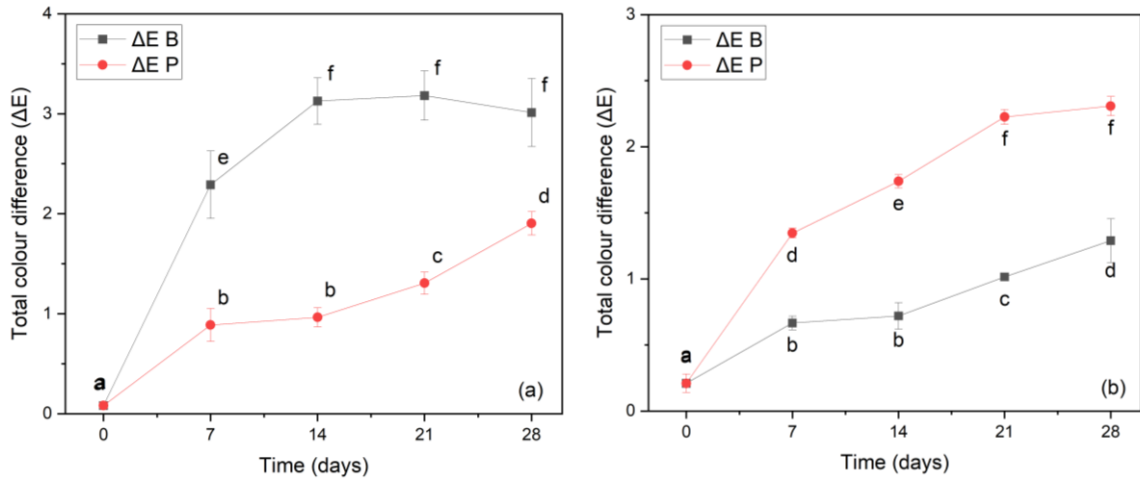 ΔE B
ΔE P
Total colour difference (ΔE)
4
3
2
1
0
a
e
f
f
f
b
b
c
d
(a)
0 7 14 21 28
Time (days)
ΔE B
ΔE P
Total colour difference (ΔE)
3
2
1
0
a
d
e
f
f
b
b
c
d
(b)
0 7 14 21 28
Time (days)